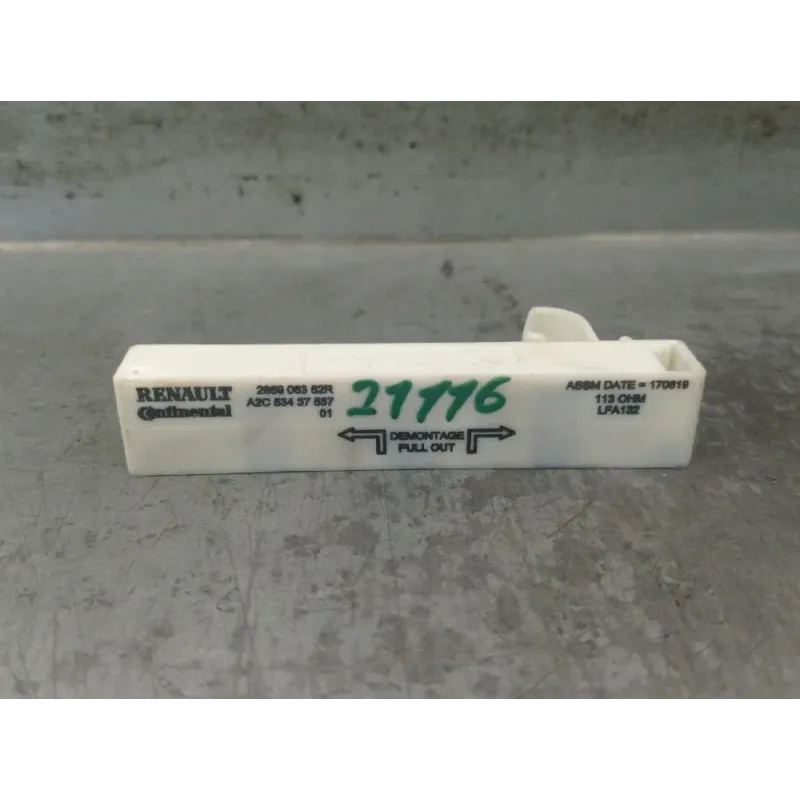 RENAULT
Continental
2859 063 52R
A2C 534 37 537
01
21116
DEMONTAGE
PULL OUT
ASSM DATE = 170619
113 OHM
LFA132